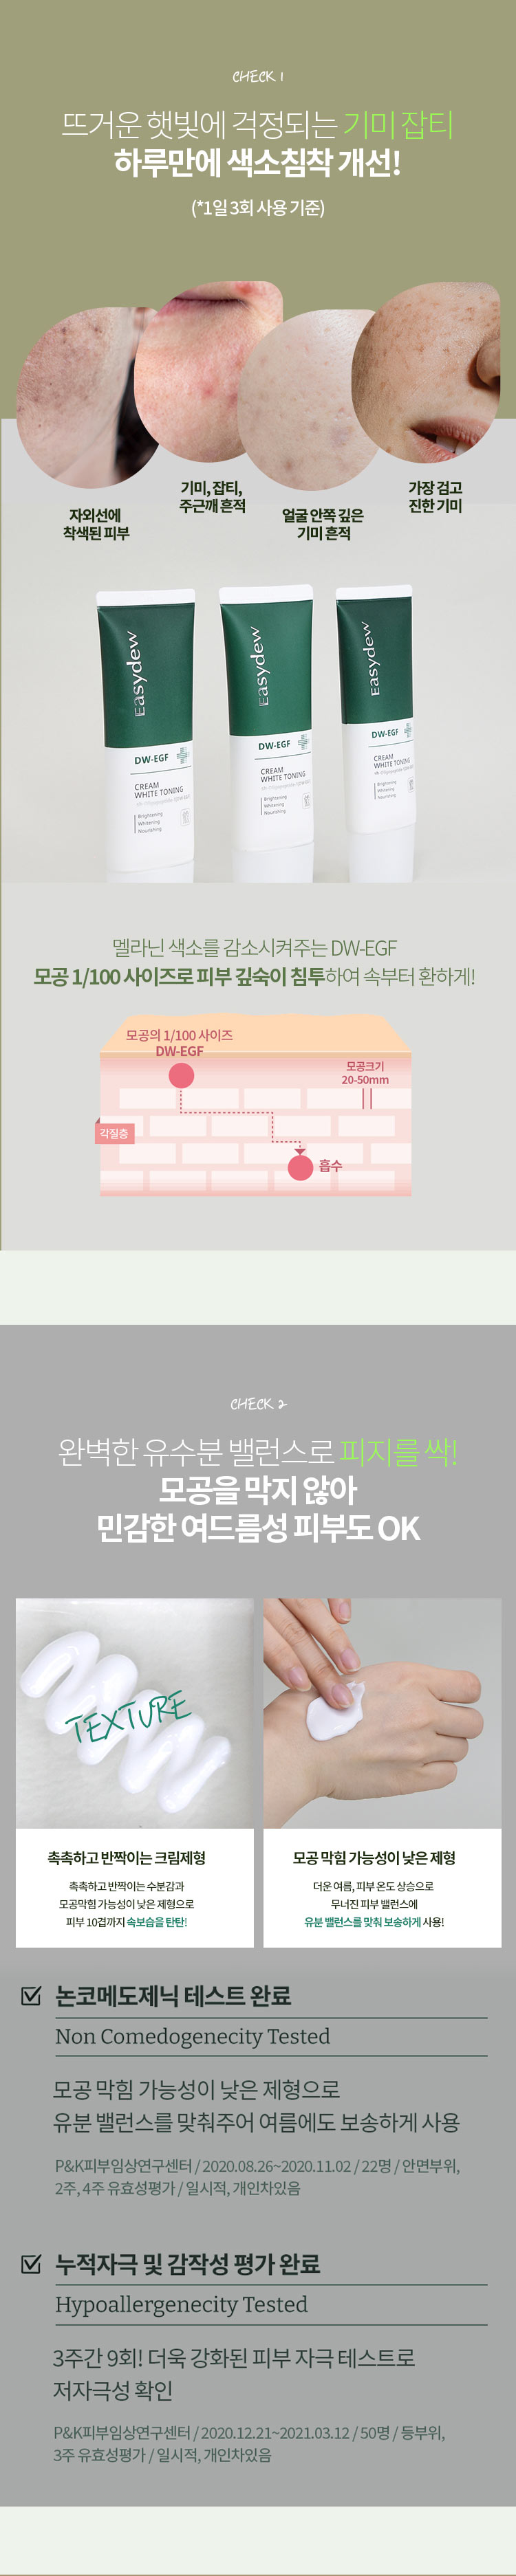 CHECK 1
뜨거운 햇빛에 걱정되는 기미 잡티
하루만에 색소침착 개선!
(*1일 3회 사용 기준)
자외선에
착색된 피부
기미, 잡티,
주근깨 흔적
얼굴 안쪽 깊은
기미 흔적
가장 검고
진한 기미
Easydew
DW-EGF
CREAM
WHITE TONING
Brightening
Whitening
Nourishing
Easydew
DW-EGF
CREAM
WHITE TONING
Brightening
Whitening
Nourishing
Easydew
DW-EGF
CREAM
WHITE TONING
Brightening
Whitening
Nourishing
멜라닌 색소를 감소시켜주는 DW-EGF
모공 1/100 사이즈로 피부 깊숙이 침투하여 속부터 환하게!
모공의 1/100 사이즈
DW-EGF
모공크기
20-50mm
각질층
흡수
CHECK 2
완벽한 유수분 밸런스로 피지를 싹!
모공을 막지 않아
민감한 여드름성 피부도 OK
TEXTURE
촉촉하고 반짝이는 크림제형
촉촉하고 반짝이는 수분감과
모공막힘 가능성이 낮은 제형으로
피부 10겹까지 속보습을 탄탄!
모공 막힘 가능성이 낮은 제형
더운 여름, 피부 온도 상승으로
무너진 피부 밸런스에
유분 밸런스를 맞춰 보송하게 사용!
논코메도제닉 테스트 완료
Non Comedogenecity Tested
모공 막힘 가능성이 낮은 제형으로
유분 밸런스를 맞춰주어 여름에도 보송하게 사용
P&K피부임상연구센터 / 2020.08.26~2020.11.02 / 22명 / 안면부위,
2주, 4주 유효성평가 / 일시적, 개인차있음
누적자극 및 감작성 평가 완료
Hypoallergenecity Tested
3주간 9회! 더욱 강화된 피부 자극 테스트로
저자극성 확인
P&K피부임상연구센터 / 2020.12.21~2021.03.12 / 50명 / 등부위,
3주 유효성평가 / 일시적, 개인차있음